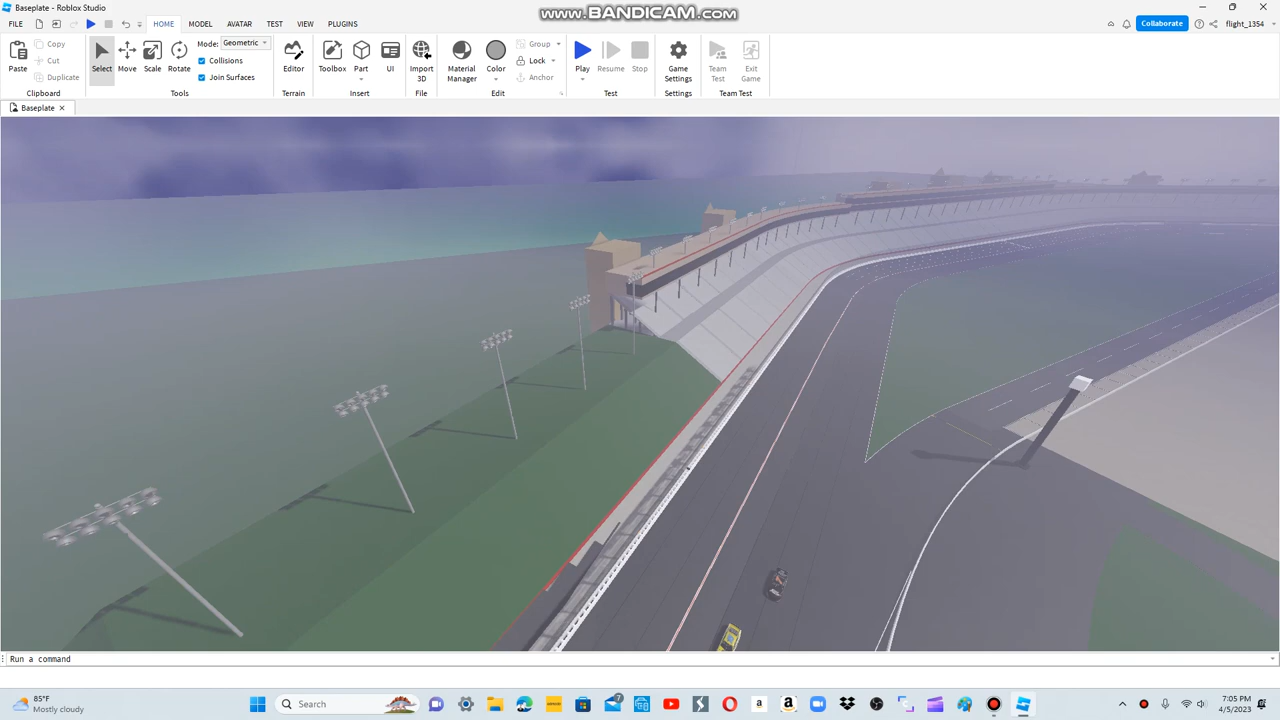 Baseplate - Roblox Studio
www.BANDICAM.com
FILE HOME MODEL AVATAR TEST VIEW PLUGINS
Collaborate
flight_1354
Paste
Copy
Cut
Duplicate
Clipboard
Select
Move
Scale
Rotate
Mode: Geometric
Collisions
Join Surfaces
Tools
Editor
Terrain
Toolbox
Part
UI
Insert
Import
3D
File
Material
Manager
Color
Group
Lock
Anchor
Edit
Play
Resume
Stop
Test
Game
Settings
Settings
Team
Test
Exit
Game
Team Test
Baseplate
Run a command
85°F
Mostly cloudy
Search
7
7:05 PM
4/5/2023